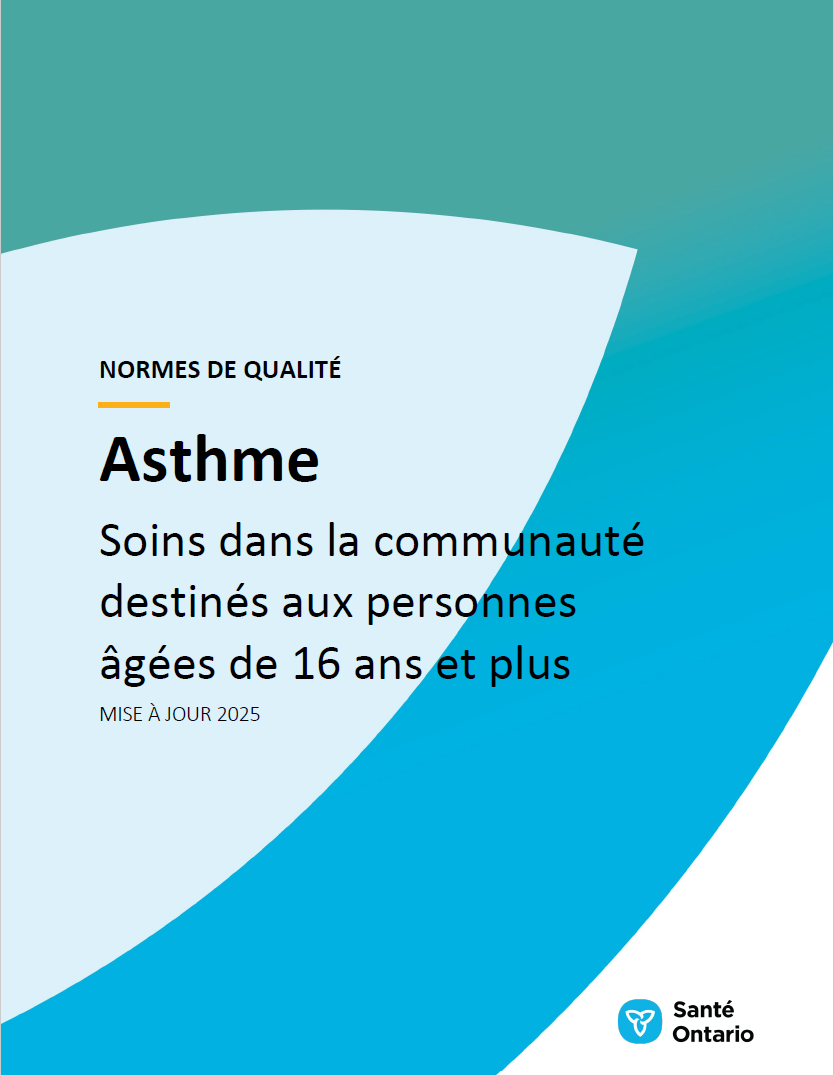 NORMES DE QUALITÉ
Asthme
Soins dans la communauté
destinés aux personnes
âgées de 16 ans et plus
MISE À JOUR 2025
Santé
Ontario